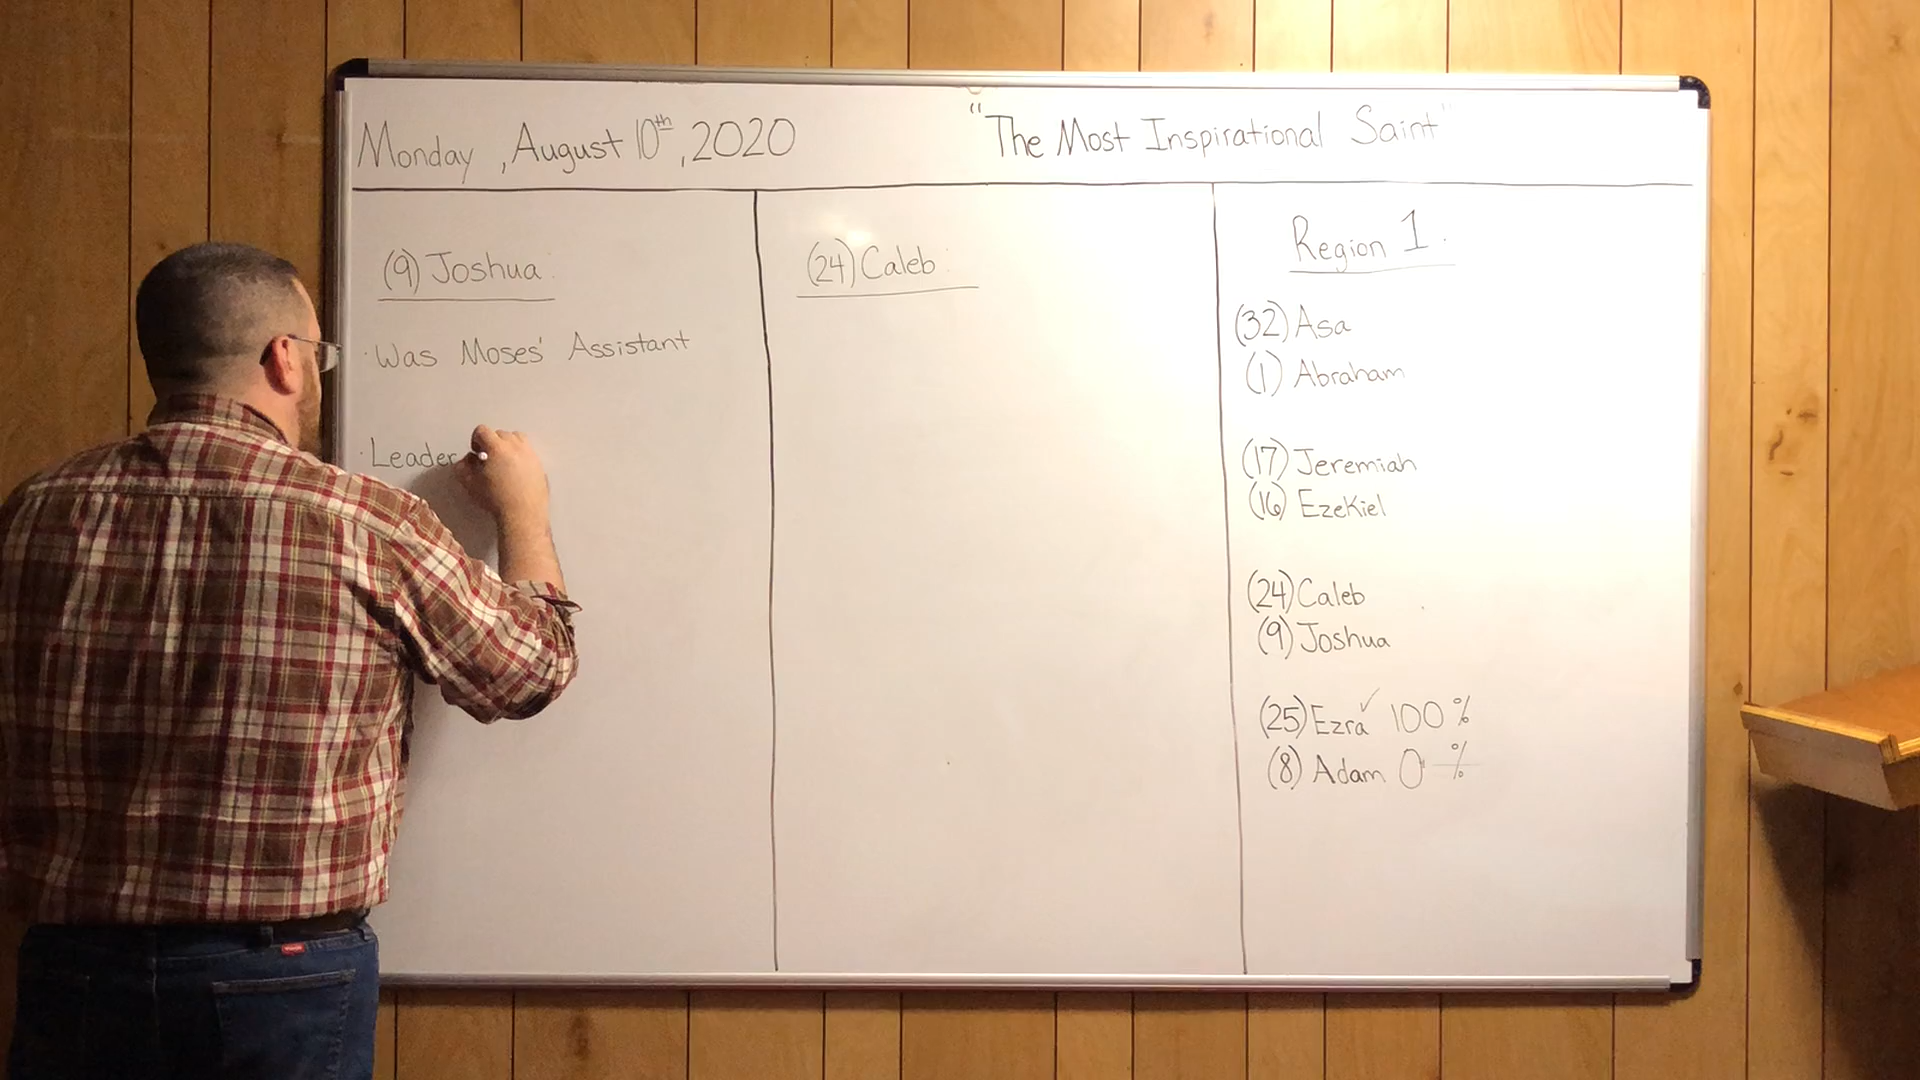 Monday, August 10th, 2020
"The Most Inspirational Saint"
(9) Joshua:
· Was Moses' Assistant
· Leader
(24) Caleb:
Region 1:
(32) Asa
(1) Abraham
(17) Jeremiah
(16) Ezekiel
(24) Caleb
(9) Joshua
(25) Ezra ✓ 100%
(8) Adam 0%